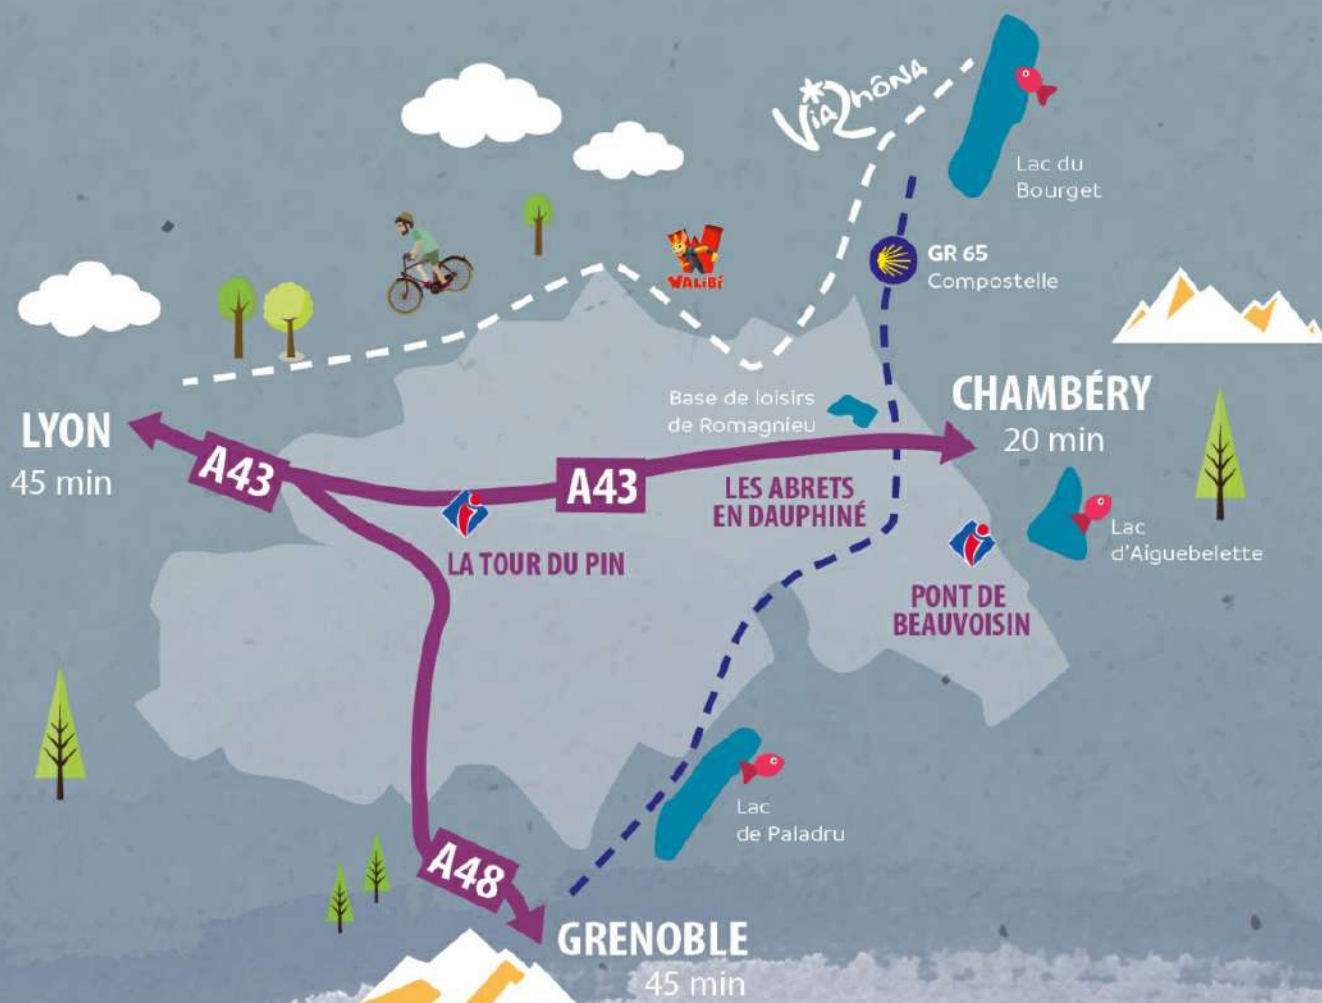 ViaRhôna
Lac du
Bourget
WALiBi
GR 65
Compostelle
Base de loisirs
de Romagnieu
CHAMBÉRY
20 min
LYON
45 min
A43
A43
LES ABRETS
EN DAUPHINÉ
LA TOUR DU PIN
Lac
d'Aiguebelette
PONT DE
BEAUVOISIN
Lac
de Paladru
A48
GRENOBLE
45 min